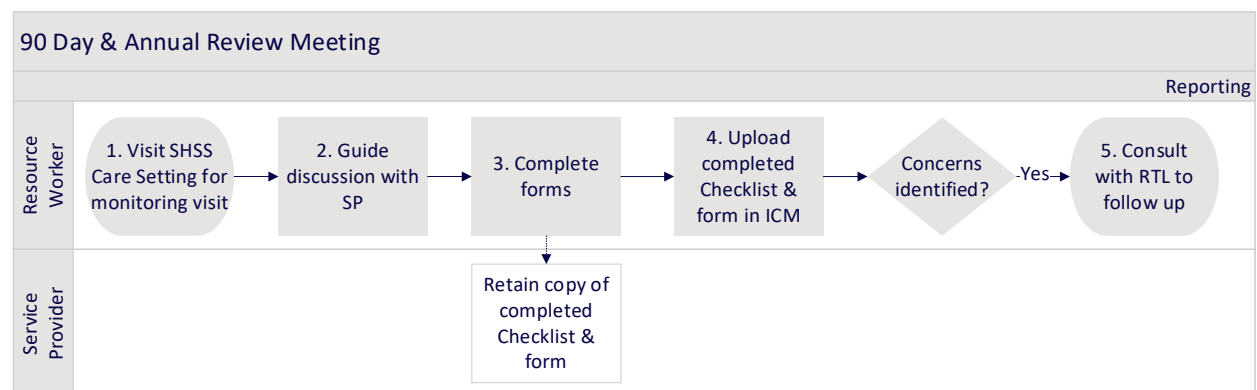 90 Day & Annual Review Meeting
Reporting
Resource
Worker
1. Visit SHSS
Care Setting for
monitoring visit
2. Guide
discussion with
SP
3. Complete
forms
4. Upload
completed
Checklist &
form in ICM
Concerns
identified?
Yes
5. Consult
with RTL to
follow up
Service
Provider
Retain copy of
completed
Checklist &
form